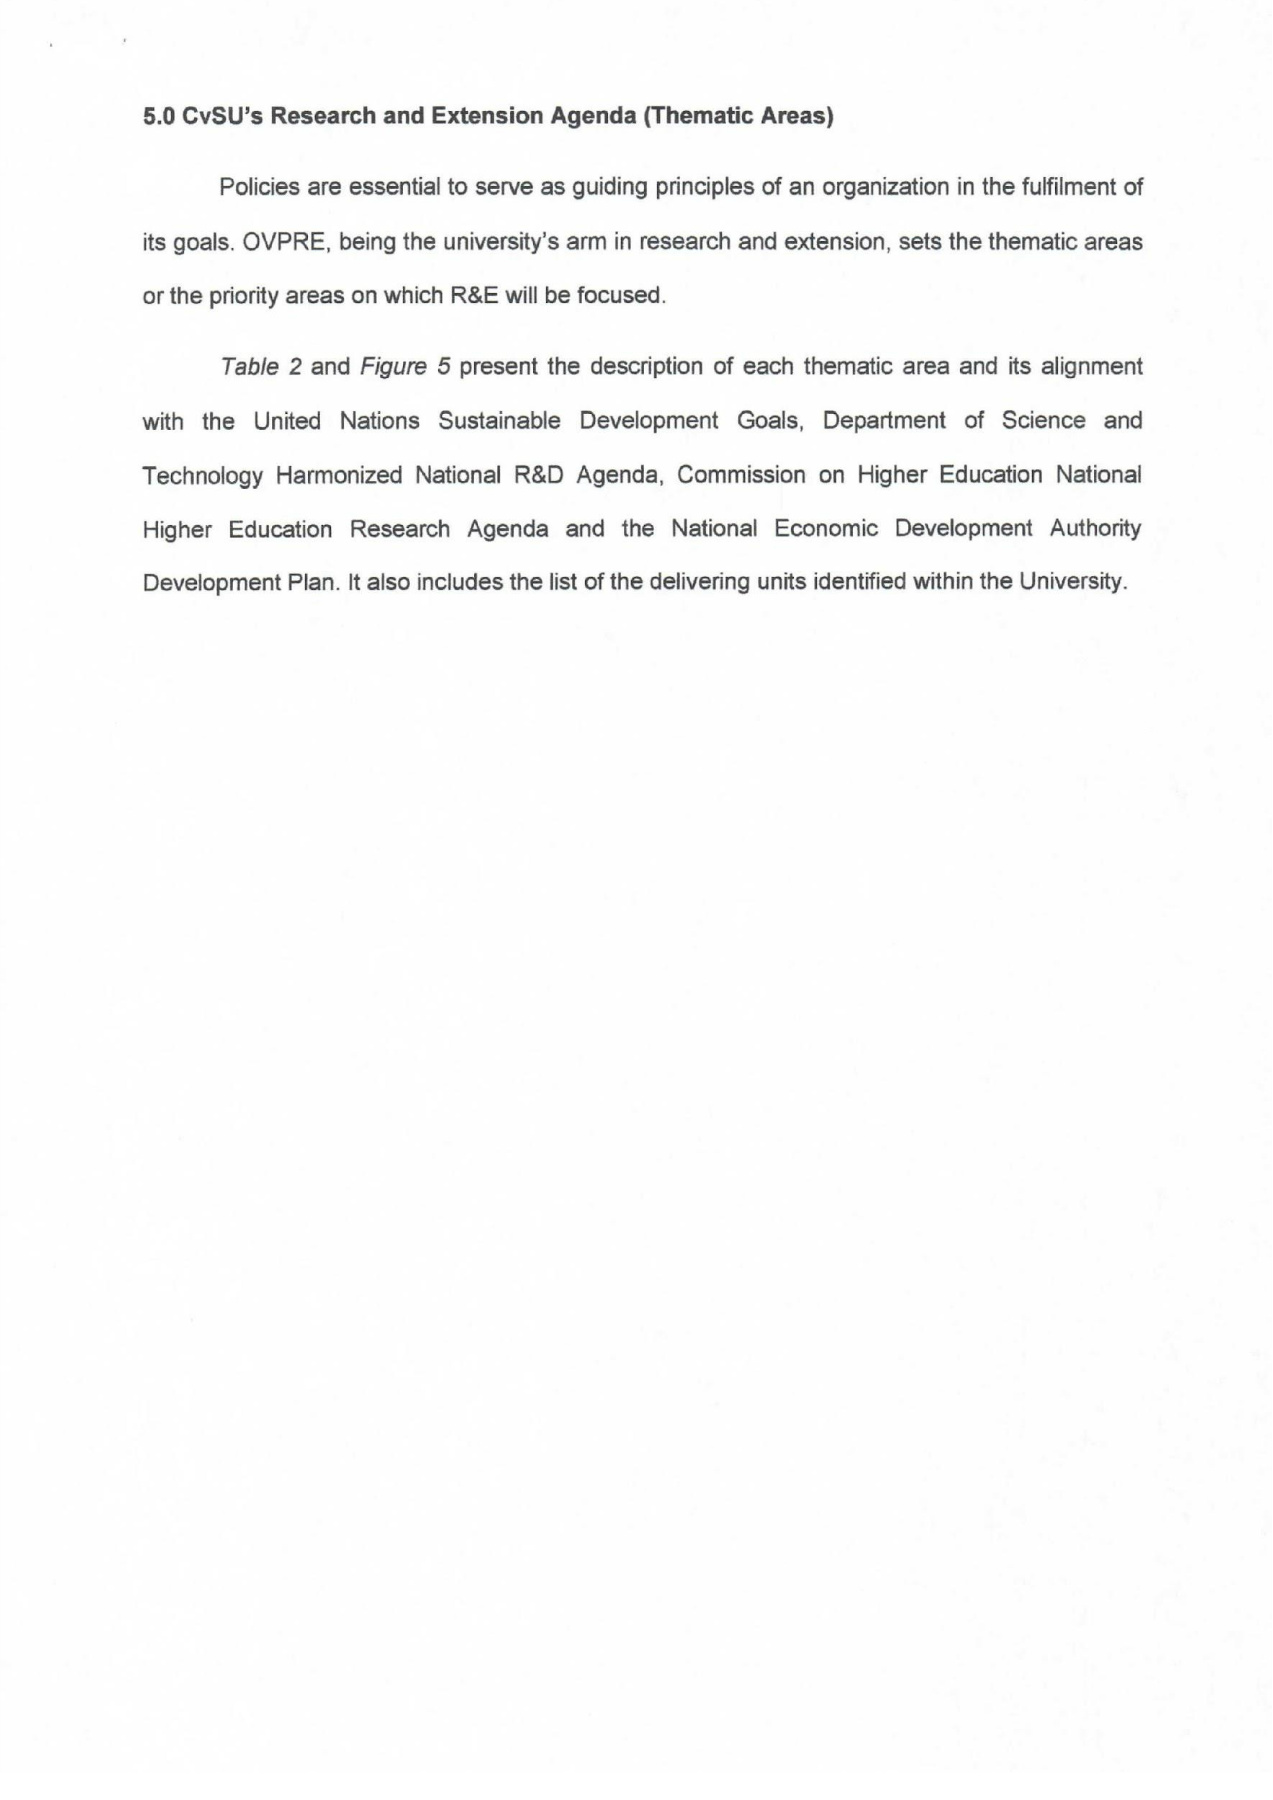 5.0 CvSU's Research and Extension Agenda (Thematic Areas)
Policies are essential to serve as guiding principles of an organization in the fulfilment of
its goals. OVPRE, being the university's arm in research and extension, sets the thematic areas
or the priority areas on which R&E will be focused.
Table 2 and Figure 5 present the description of each thematic area and its alignment
with the United Nations Sustainable Development Goals, Department of Science and
Technology Harmonized National R&D Agenda, Commission on Higher Education National
Higher Education Research Agenda and the National Economic Development Authority
Development Plan. It also includes the list of the delivering units identified within the University.